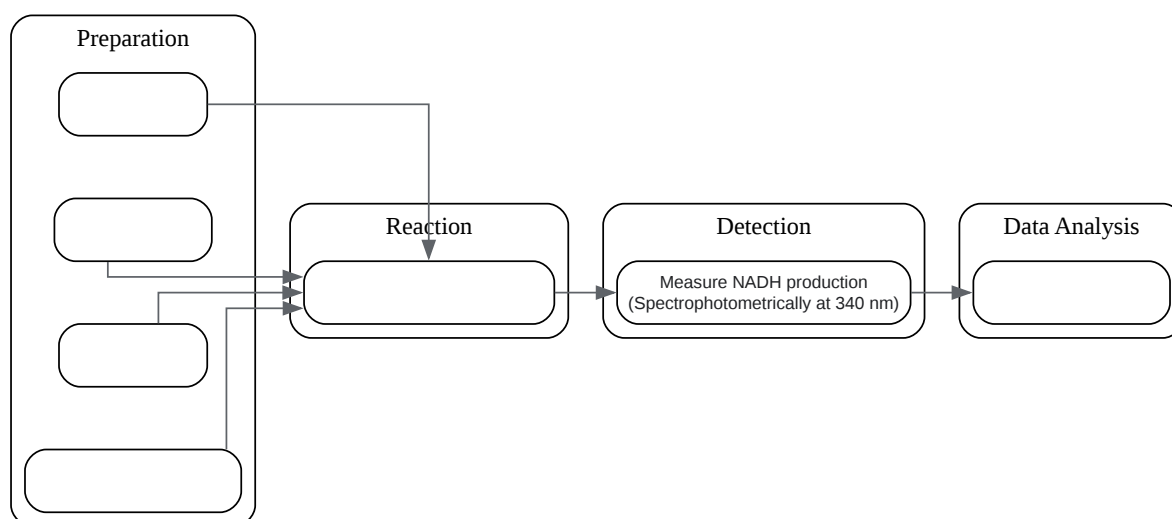 Preparation
Reaction
Detection
Data Analysis
Measure NADH production
(Spectrophotometrically at 340 nm)